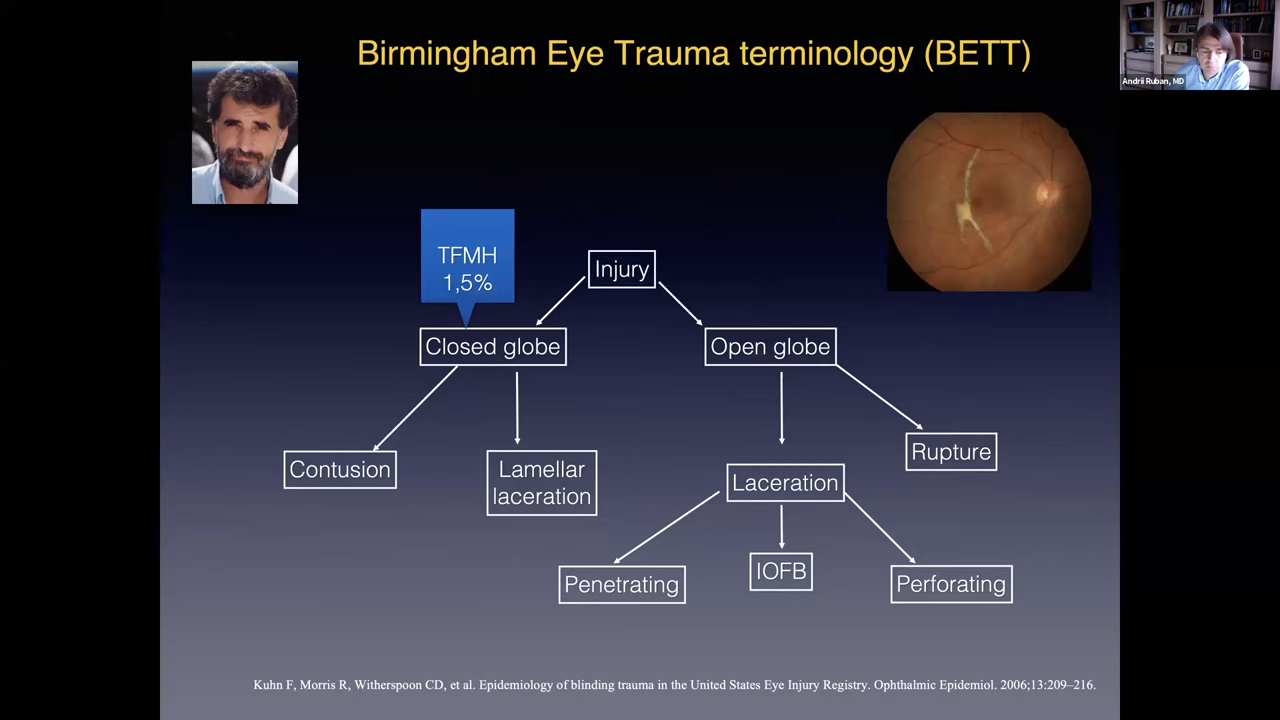 Birmingham Eye Trauma terminology (BETT)
Andrii Ruban, MD
TFMH
1,5%
Injury
Closed globe
Open globe
Contusion
Lamellar
laceration
Laceration
Rupture
Penetrating
IOFB
Perforating
Kuhn F, Morris R, Witherspoon CD, et al. Epidemiology of blinding trauma in the United States Eye Injury Registry. Ophthalmic Epidemiol. 2006;13:209–216.